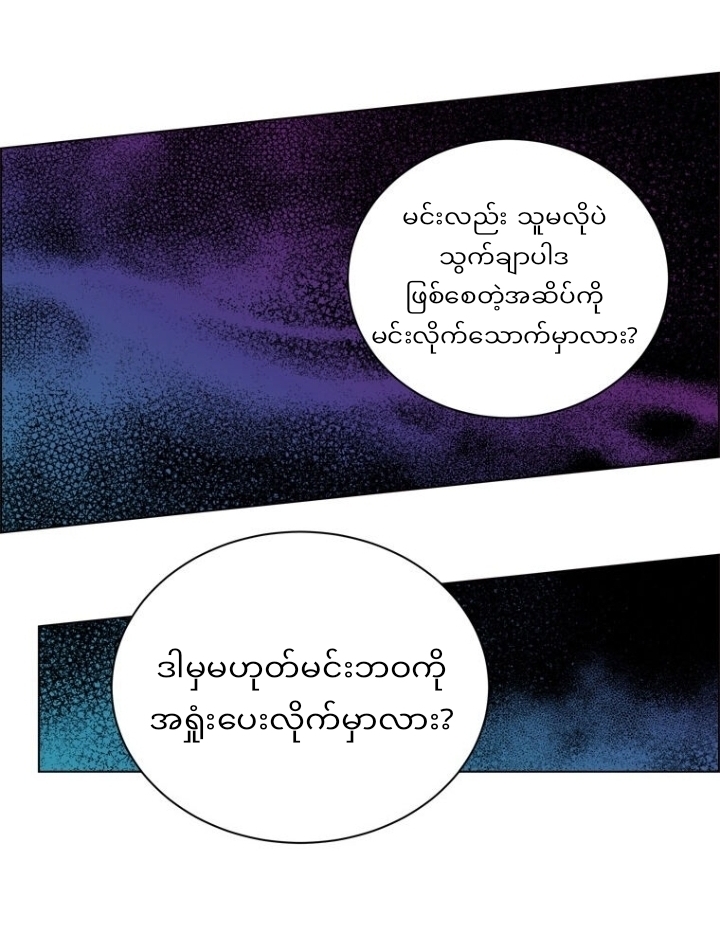 မင်းလည်း သူမလိုပဲ
သွက်ချာပါဒ
ဖြစ်စေတဲ့အဆိပ်ကို
မင်းလိုက်သောက်မှာလား?
ဒါမှမဟုတ်မင်းဘဝကို
အရှုံးပေးလိုက်မှာလား?